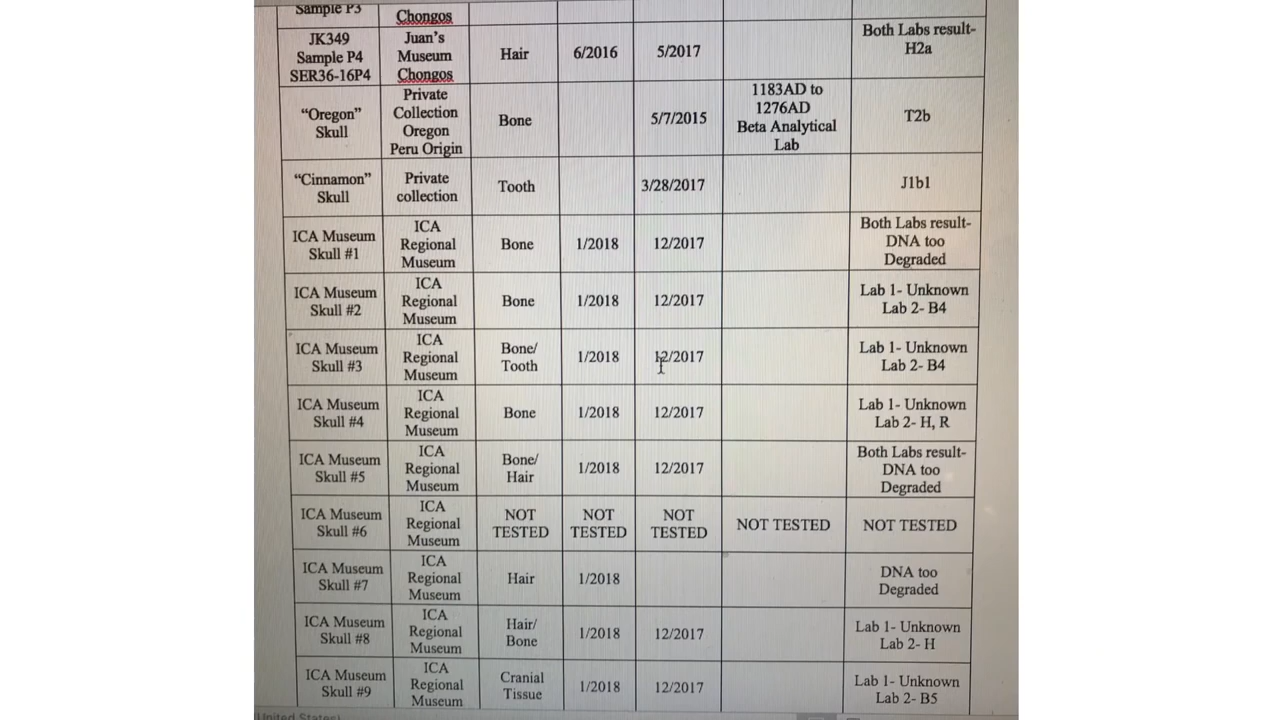 Sample P3
Chongos
JK349
Sample P4
SER36-16P4
Juan's
Museum
Chongos
Hair
6/2016
5/2017
Both Labs result-
H2a
"Oregon"
Skull
Private
Collection
Oregon
Peru Origin
Bone
5/7/2015
1183AD to
1276AD
Beta Analytical
Lab
T2b
"Cinnamon"
Skull
Private
collection
Tooth
3/28/2017
J1b1
ICA Museum
Skull #1
ICA
Regional
Museum
Bone
1/2018
12/2017
Both Labs result-
DNA too
Degraded
ICA Museum
Skull #2
ICA
Regional
Museum
Bone
1/2018
12/2017
Lab 1- Unknown
Lab 2- B4
ICA Museum
Skull #3
ICA
Regional
Museum
Bone/
Tooth
1/2018
12/2017
Lab 1- Unknown
Lab 2- B4
ICA Museum
Skull #4
ICA
Regional
Museum
Bone
1/2018
12/2017
Lab 1- Unknown
Lab 2- H, R
ICA Museum
Skull #5
ICA
Regional
Museum
Bone/
Hair
1/2018
12/2017
Both Labs result-
DNA too
Degraded
ICA Museum
Skull #6
ICA
Regional
Museum
NOT
TESTED
NOT
TESTED
NOT
TESTED
NOT TESTED
NOT TESTED
ICA Museum
Skull #7
ICA
Regional
Museum
Hair
1/2018
DNA too
Degraded
ICA Museum
Skull #8
ICA
Regional
Museum
Hair/
Bone
1/2018
12/2017
Lab 1- Unknown
Lab 2- H
ICA Museum
Skull #9
ICA
Regional
Museum
Cranial
Tissue
1/2018
12/2017
Lab 1- Unknown
Lab 2- B5
United States)